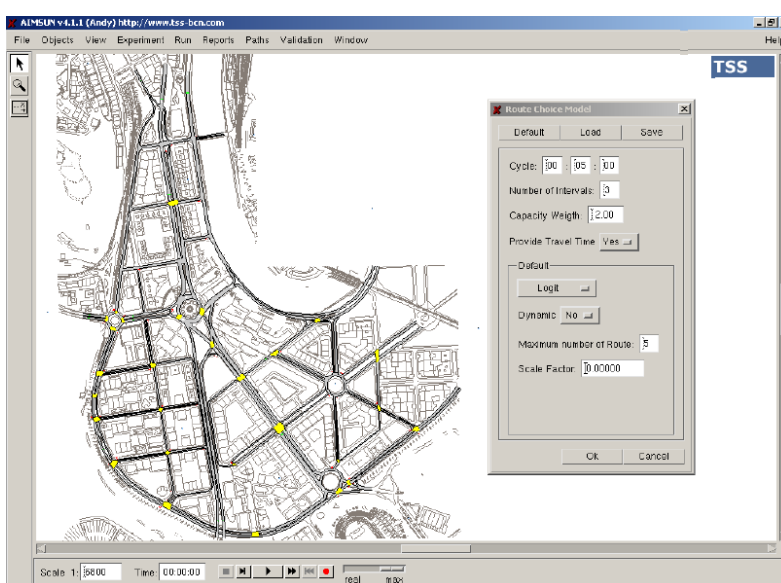 AIMSUN v4.1.1 (Andy) http://www.tss-bcn.com
File Objects View Experiment Run Reports Paths Validation Window Help
TSS
Route Choice Model
Default Load Save
Cycle: 00 : 05 : 00
Number of Intervals: 3
Capacity Weigth: 2.00
Provide Travel Time Yes
Default
Logit
Dynamic No
Maximum number of Route: 5
Scale Factor: 0.00000
Ok Cancel
Scale 1: 5800 Time: 00:00:00
real max